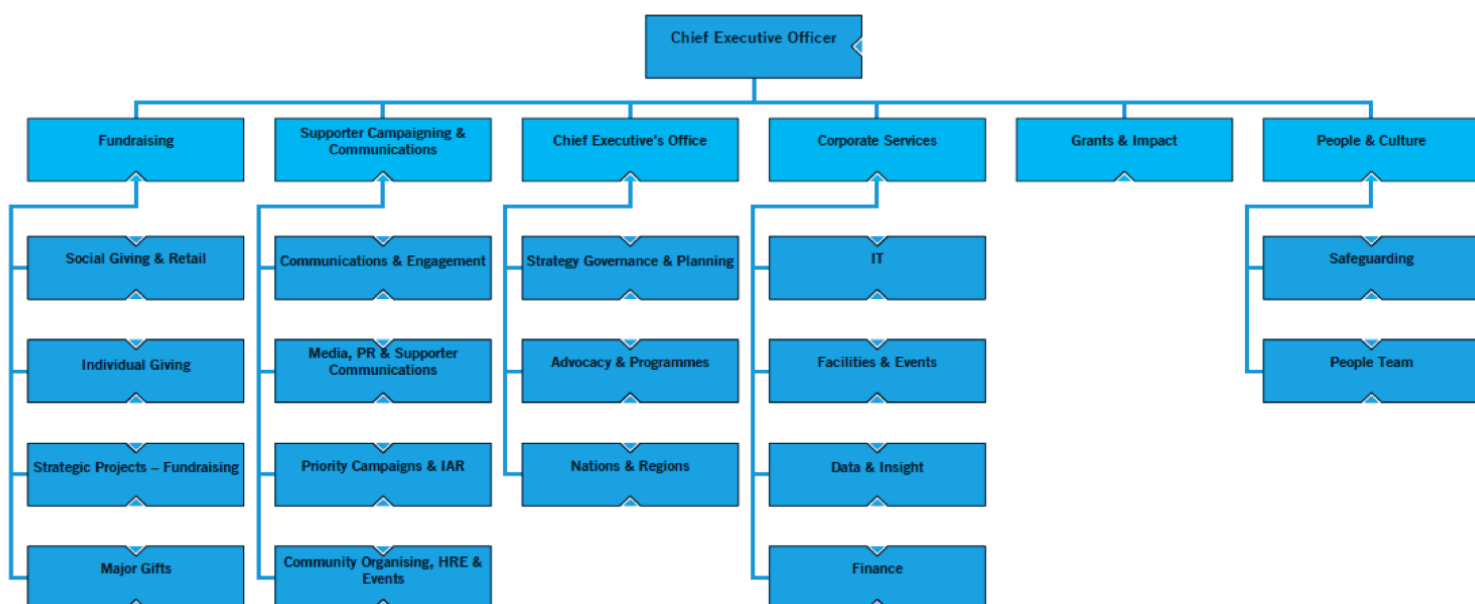 Chief Executive Officer
Fundraising
Supporter Campaigning &
Communications
Chief Executive's Office
Corporate Services
Grants & Impact
People & Culture
Social Giving & Retail
Communications & Engagement
Strategy Governance & Planning
IT
Safeguarding
Individual Giving
Media, PR & Supporter
Communications
Advocacy & Programmes
Facilities & Events
People Team
Strategic Projects – Fundraising
Priority Campaigns & IAR
Nations & Regions
Data & Insight
Major Gifts
Community Organising, HRE &
Events
Finance